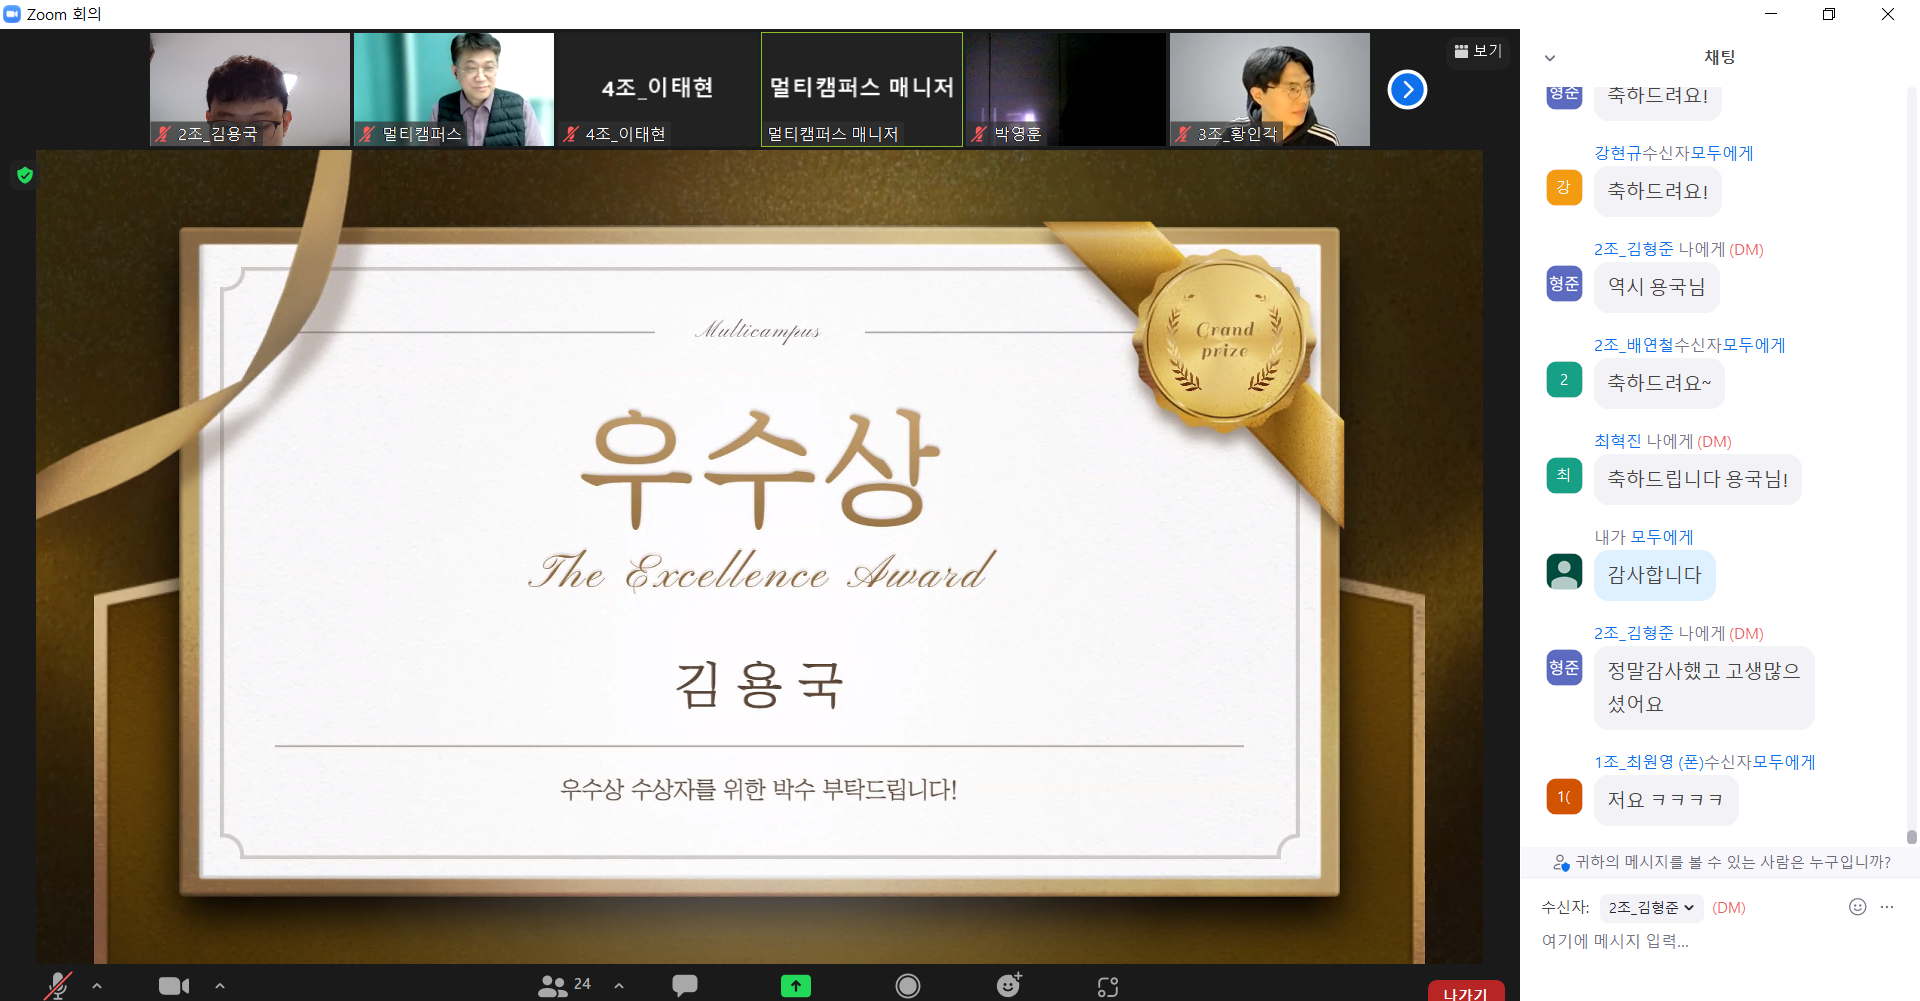 Zoom 회의
보기
4조_이태현
멀티캠퍼스 매니저
2조_김용국
멀티캠퍼스
4조_이태현
멀티캠퍼스 매니저
박영훈
3조_황인각
Multicampus
Grand
prize
우수상
The Excellence Award
김용국
우수상 수상자를 위한 박수 부탁드립니다!
24
나가기
채팅
형준
축하드려요!
강현규수신자모두에게
강
축하드려요!
2조_김형준 나에게 (DM)
형준
역시 용국님
2조_배연철수신자모두에게
2
축하드려요~
최혁진 나에게 (DM)
최
축하드립니다 용국님!
내가 모두에게
감사합니다
2조_김형준 나에게 (DM)
형준
정말감사했고 고생많으
셨어요
1조_최원영 (폰)수신자모두에게
1(
저요 ㅋㅋㅋㅋ
귀하의 메시지를 볼 수 있는 사람은 누구입니까?
수신자: 2조_김형준 (DM)
여기에 메시지 입력...